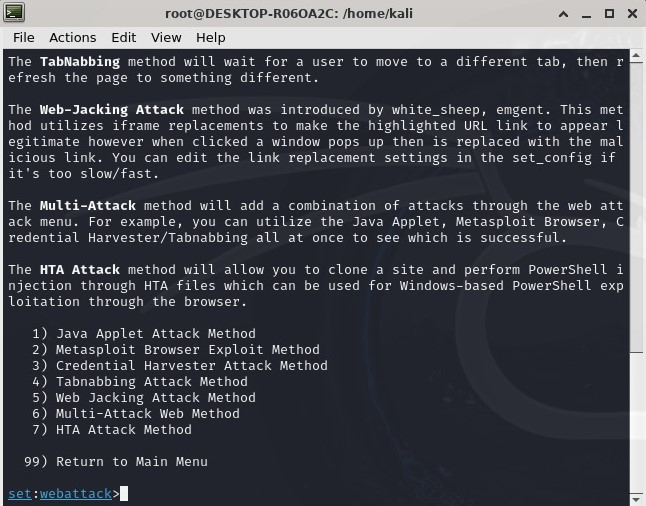 root@DESKTOP-R06OA2C: /home/kali
File Actions Edit View Help
The TabNabbing method will wait for a user to move to a different tab, then r
efresh the page to something different.
The Web-Jacking Attack method was introduced by white_sheep, emgent. This met
hod utilizes iframe replacements to make the highlighted URL link to appear l
egitimate however when clicked a window pops up then is replaced with the mal
icious link. You can edit the link replacement settings in the set_config if
it's too slow/fast.
The Multi-Attack method will add a combination of attacks through the web att
ack menu. For example, you can utilize the Java Applet, Metasploit Browser, C
redential Harvester/Tabnabbing all at once to see which is successful.
The HTA Attack method will allow you to clone a site and perform PowerShell i
njection through HTA files which can be used for Windows-based PowerShell exp
loitation through the browser.
1) Java Applet Attack Method
2) Metasploit Browser Exploit Method
3) Credential Harvester Attack Method
4) Tabnabbing Attack Method
5) Web Jacking Attack Method
6) Multi-Attack Web Method
7) HTA Attack Method
99) Return to Main Menu
set:webattack>